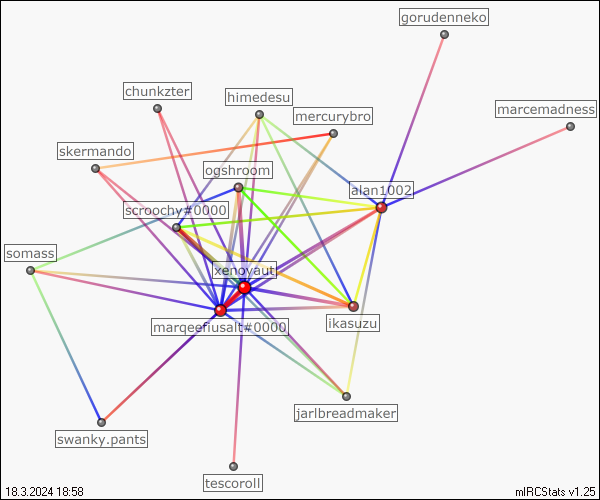 gorudenneko
chunkzter
himedesu
marcemadness
mercurybro
skermando
ogshroom
alan1002
scroochy#0000
somass
xenovaut
marqeefiusalt#0000
ikasuzu
jarlbreadmaker
swanky.pants
tescoroll
18.3.2024 18:58
mIRCStats v1.25